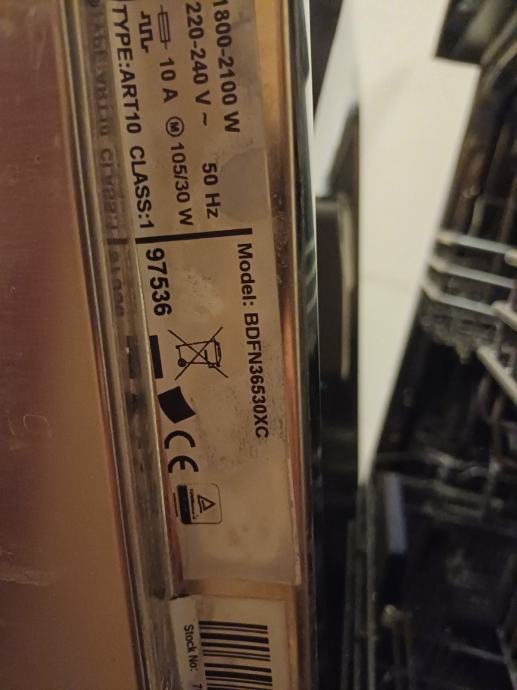 1800-2100 W
220-240 V ~ 50 Hz
10 A Ⓜ 105/30 W
TYPE:ART10 CLASS:1
Model: BDFN36530XC
97536
CE
Stock No: